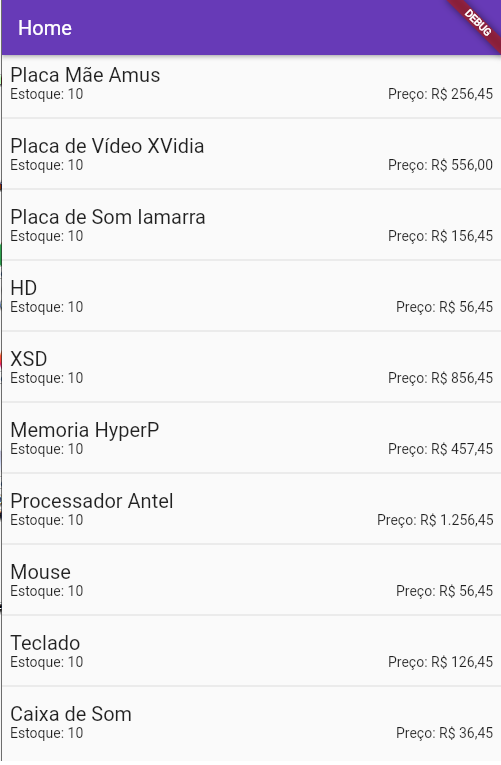 Home
DEBUG
Placa Mãe Amus
Estoque: 10 Preço: R$ 256,45
Placa de Vídeo XVidia
Estoque: 10 Preço: R$ 556,00
Placa de Som Iamarra
Estoque: 10 Preço: R$ 156,45
HD
Estoque: 10 Preço: R$ 56,45
XSD
Estoque: 10 Preço: R$ 856,45
Memoria HyperP
Estoque: 10 Preço: R$ 457,45
Processador Antel
Estoque: 10 Preço: R$ 1.256,45
Mouse
Estoque: 10 Preço: R$ 56,45
Teclado
Estoque: 10 Preço: R$ 126,45
Caixa de Som
Estoque: 10 Preço: R$ 36,45